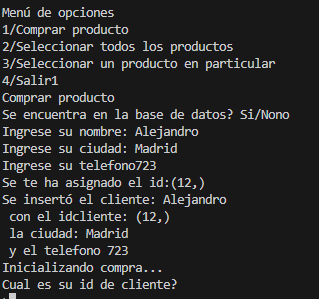 Menú de opciones
1/Comprar producto
2/Seleccionar todos los productos
3/Seleccionar un producto en particular
4/Salir1
Comprar producto
Se encuentra en la base de datos? Si/Nono
Ingrese su nombre: Alejandro
Ingrese su ciudad: Madrid
Ingrese su telefono723
Se te ha asignado el id:(12,)
Se insertó el cliente: Alejandro
 con el idcliente: (12,)
 la ciudad: Madrid
 y el telefono 723
Inicializando compra...
Cual es su id de cliente?